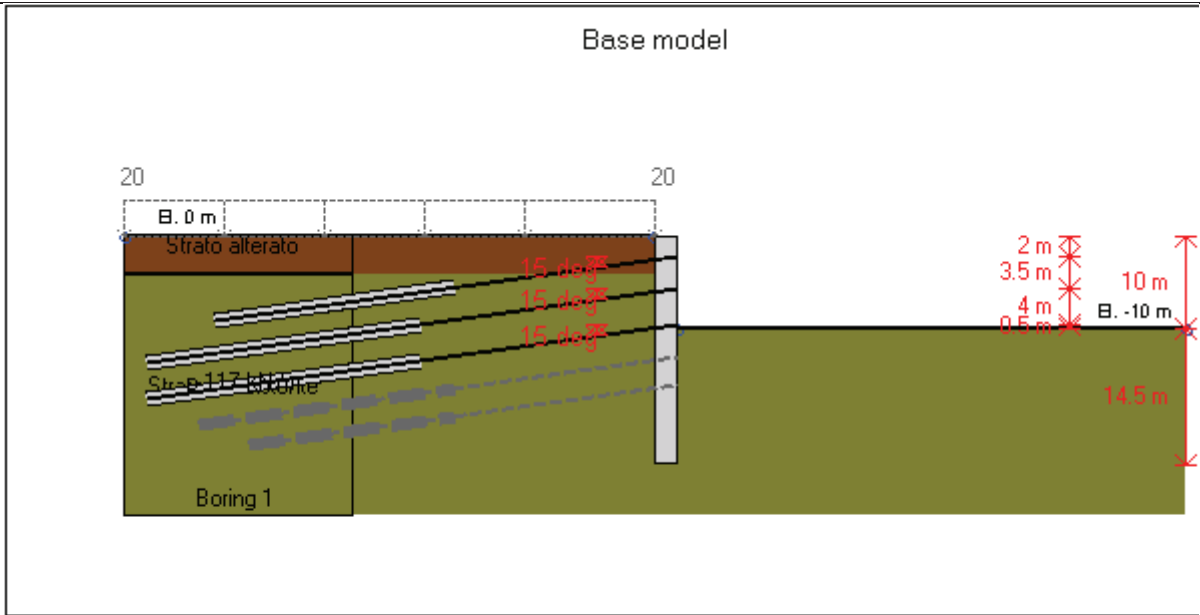 Base model
20
20
El. 0 m
Strato alterato
2 m
3.5 m
10 m
4 m
El. -10 m
0.5 m
15 deg
15 deg
15 deg
14.5 m
Boring 1